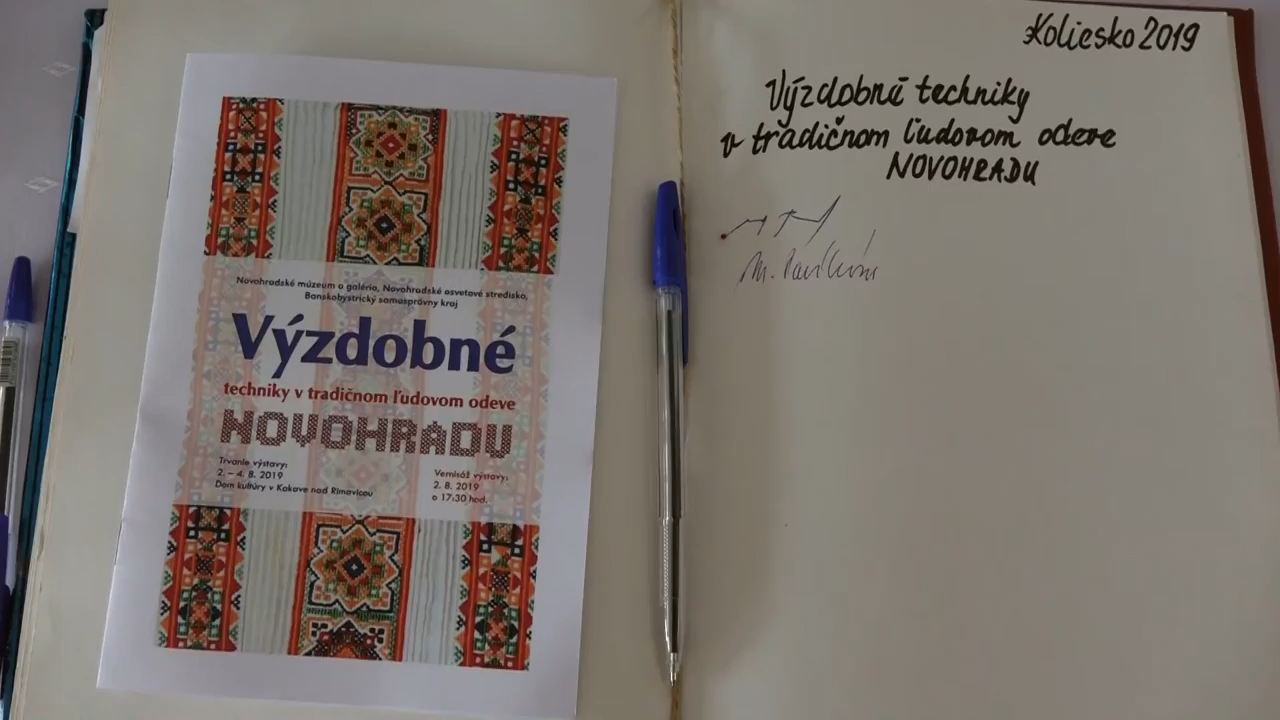 Novohradské múzeum a galéria, Novohradské osvetové stredisko,
Banskobystrický samosprávny kraj
Výzdobné
techniky v tradičnom ľudovom odeve
NOVOHRADU
Trvanie výstavy:
2. – 4. 8. 2019
Dom kultúry v Kokave nad Rimavicou
Vernisáž výstavy:
2. 8. 2019
o 17:30 hod.
Koliesko 2019
Výzdobné techniky
v tradičnom ľudovom odeve
NOVOHRADU
M.